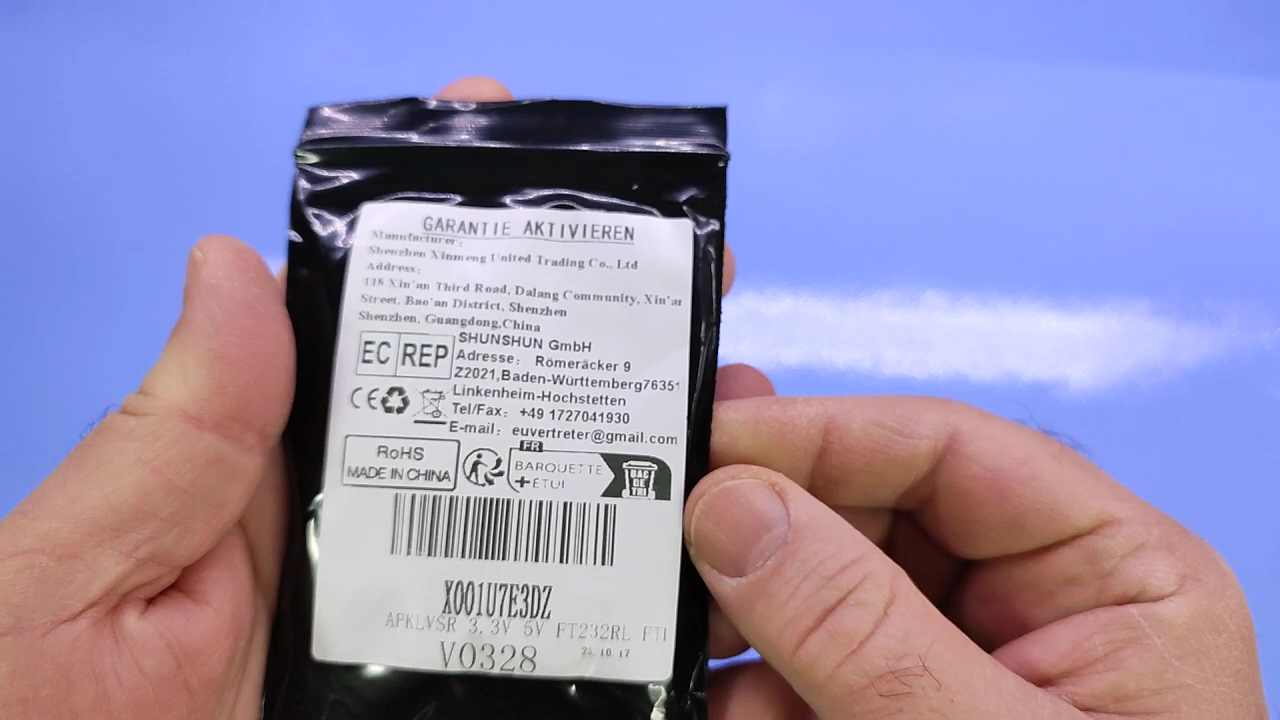 GARANTIE AKTIVIEREN
Manufacturer:
Shenzhen Xinmeng United Trading Co., Ltd
Address:
118 Xin'an Third Road, Dalang Community, Xin'an
Street, Bao'an District, Shenzhen
Shenzhen, Guangdong,China
EC REP
SHUNSHUN GmbH
Adresse: Römeräcker 9
Z2021,Baden-Württemberg76351
Linkenheim-Hochstetten
Tel/Fax: +49 1727041930
E-mail: euvertreter@gmail.com
CE
RoHS
MADE IN CHINA
FR
BARQUETTE
+ÉTUI
BAC
DE
TRI
X001U7E3DZ
APKLVSR 3.3V 5V FT232RL FTI
V0328
25.10.17